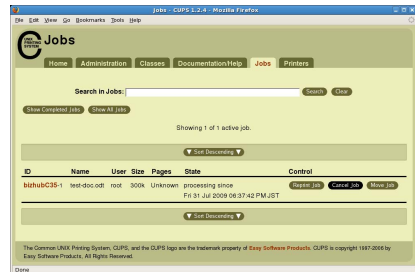 Jobs - CUPS 1.2.4 - Mozilla Firefox
File Edit View Go Bookmarks Tools Help
UNIX PRINTING SYSTEM
Jobs
Home Administration Classes Documentation/Help Jobs Printers
Search in Jobs: Search Clear
Show Completed Jobs Show All Jobs
Showing 1 of 1 active job.
▼ Sort Descending ▼
ID Name User Size Pages State Control
bizhubC35-1 test-doc.odt root 300k Unknown processing since Reprint Job Cancel Job Move Job
Fri 31 Jul 2009 06:37:42 PM JST
▼ Sort Descending ▼
The Common UNIX Printing System, CUPS, and the CUPS logo are the trademark property of Easy Software Products. CUPS is copyright 1997-2006 by
Easy Software Products, All Rights Reserved.
Done